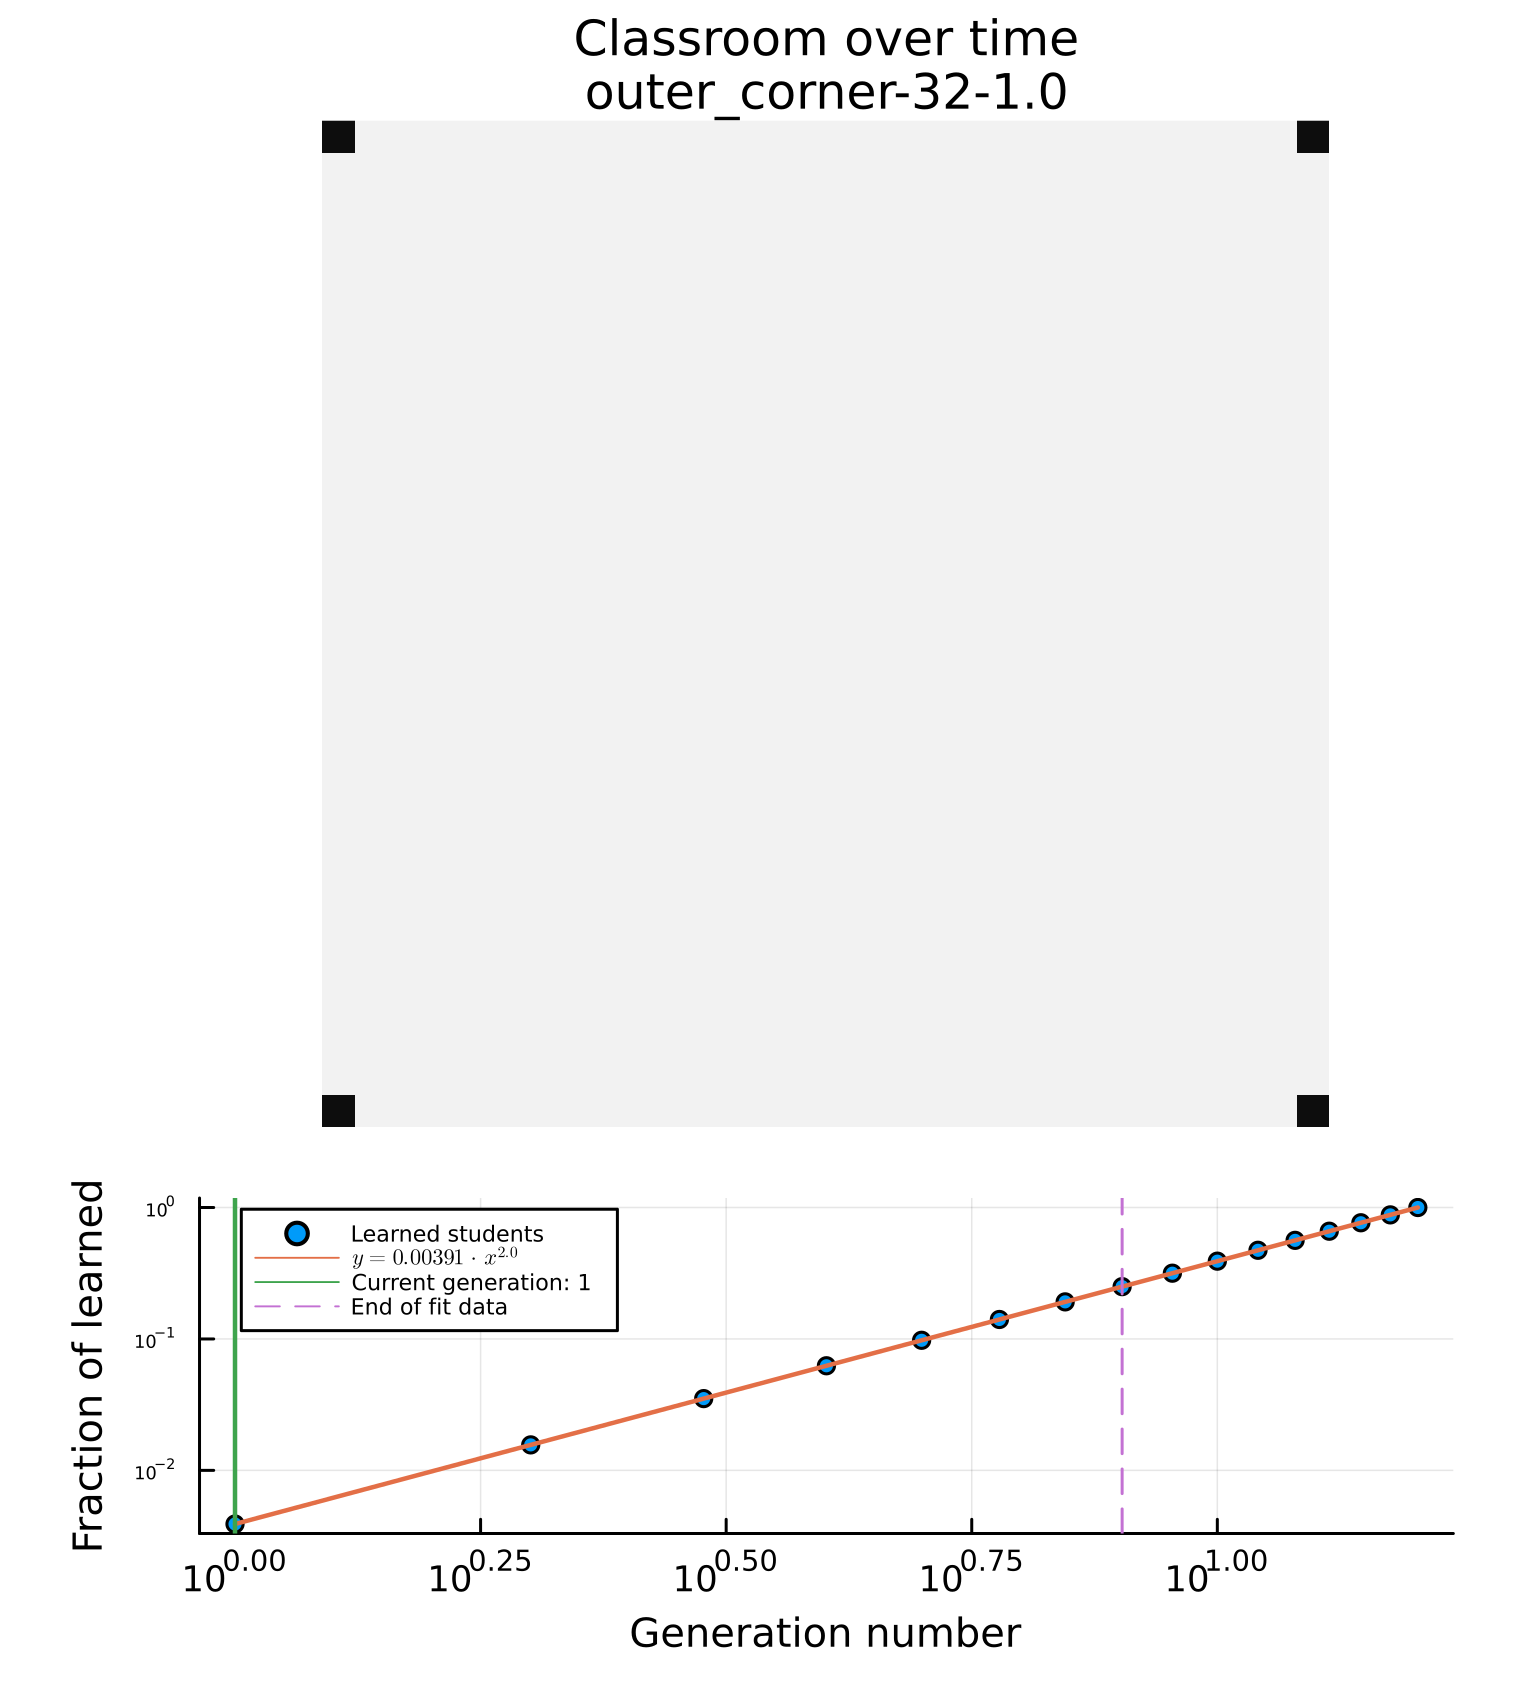 Classroom over time
outer_corner-32-1.0
Fraction of learned
10^0
10^−1
10^−2
Learned students
y = 0.00391 · x^2.0
Current generation: 1
End of fit data
10^0.00 10^0.25 10^0.50 10^0.75 10^1.00
Generation number